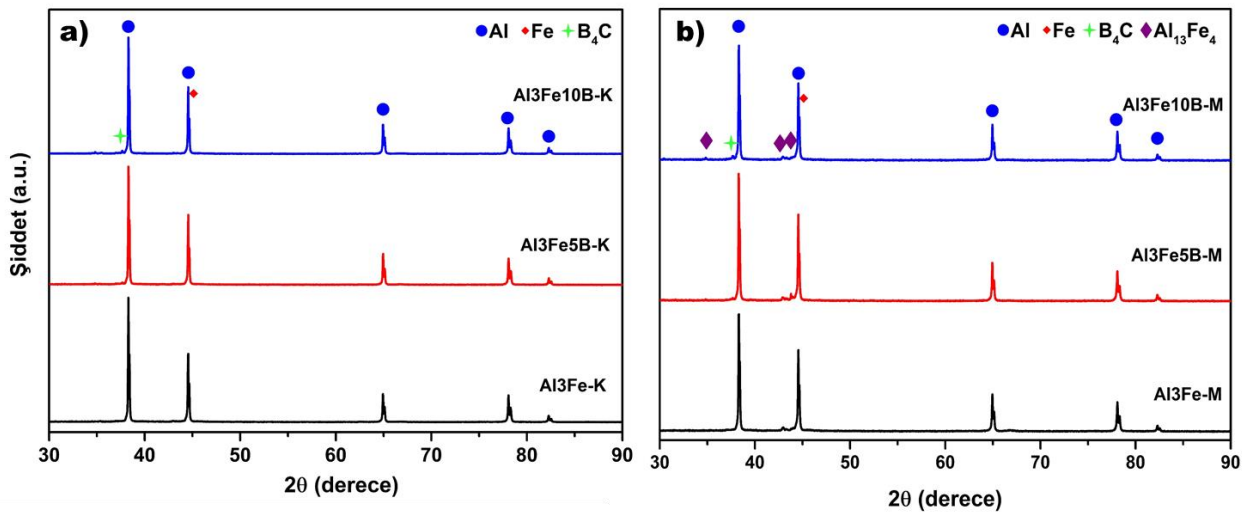 a)
Al Fe B₄C
Al3Fe10B-K
Al3Fe5B-K
Al3Fe-K
Şiddet (a.u.)
30 40 50 60 70 80 90
2θ (derece)
b)
Al Fe B₄C Al₁₃Fe₄
Al3Fe10B-M
Al3Fe5B-M
Al3Fe-M
30 40 50 60 70 80 90
2θ (derece)